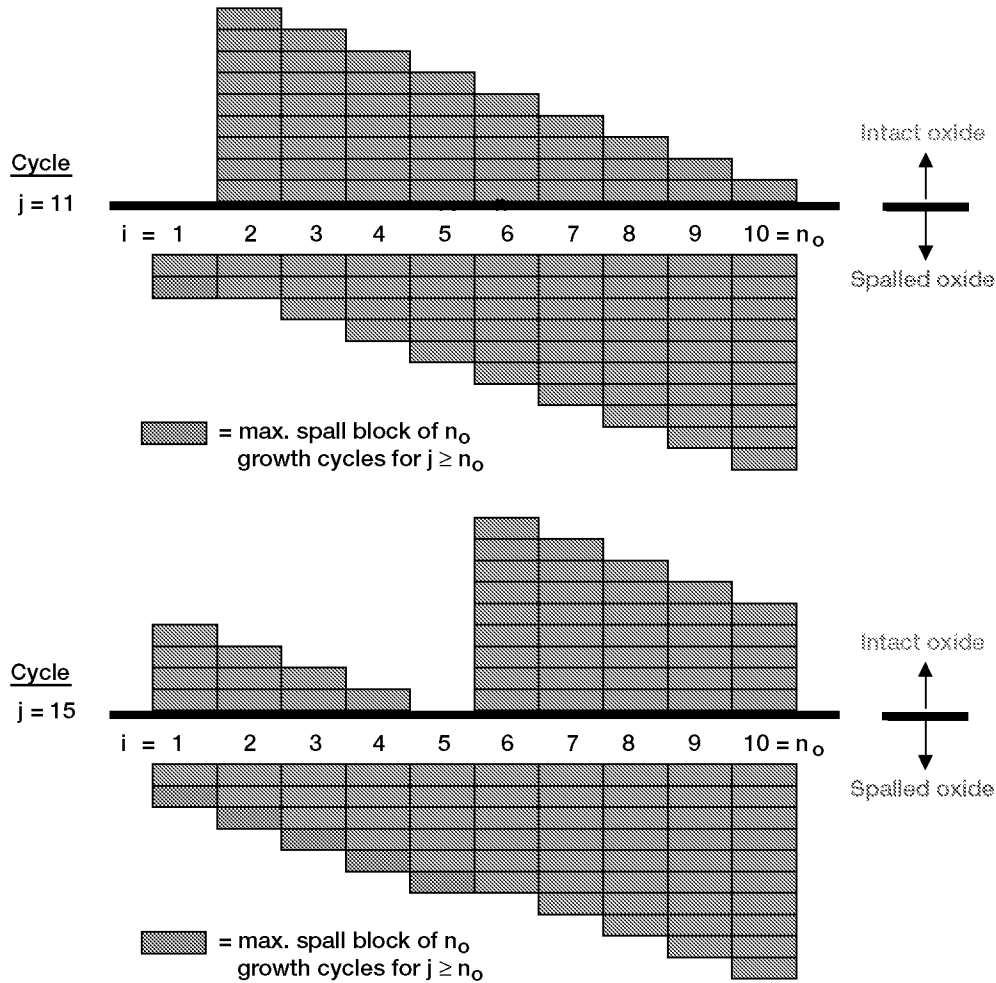 Intact oxide
Cycle
j = 11
i = 1 2 3 4 5 6 7 8 9 10 = nₒ
Spalled oxide
= max. spall block of nₒ
growth cycles for j ≥ nₒ
Intact oxide
Cycle
j = 15
i = 1 2 3 4 5 6 7 8 9 10 = nₒ
Spalled oxide
= max. spall block of nₒ
growth cycles for j ≥ nₒ